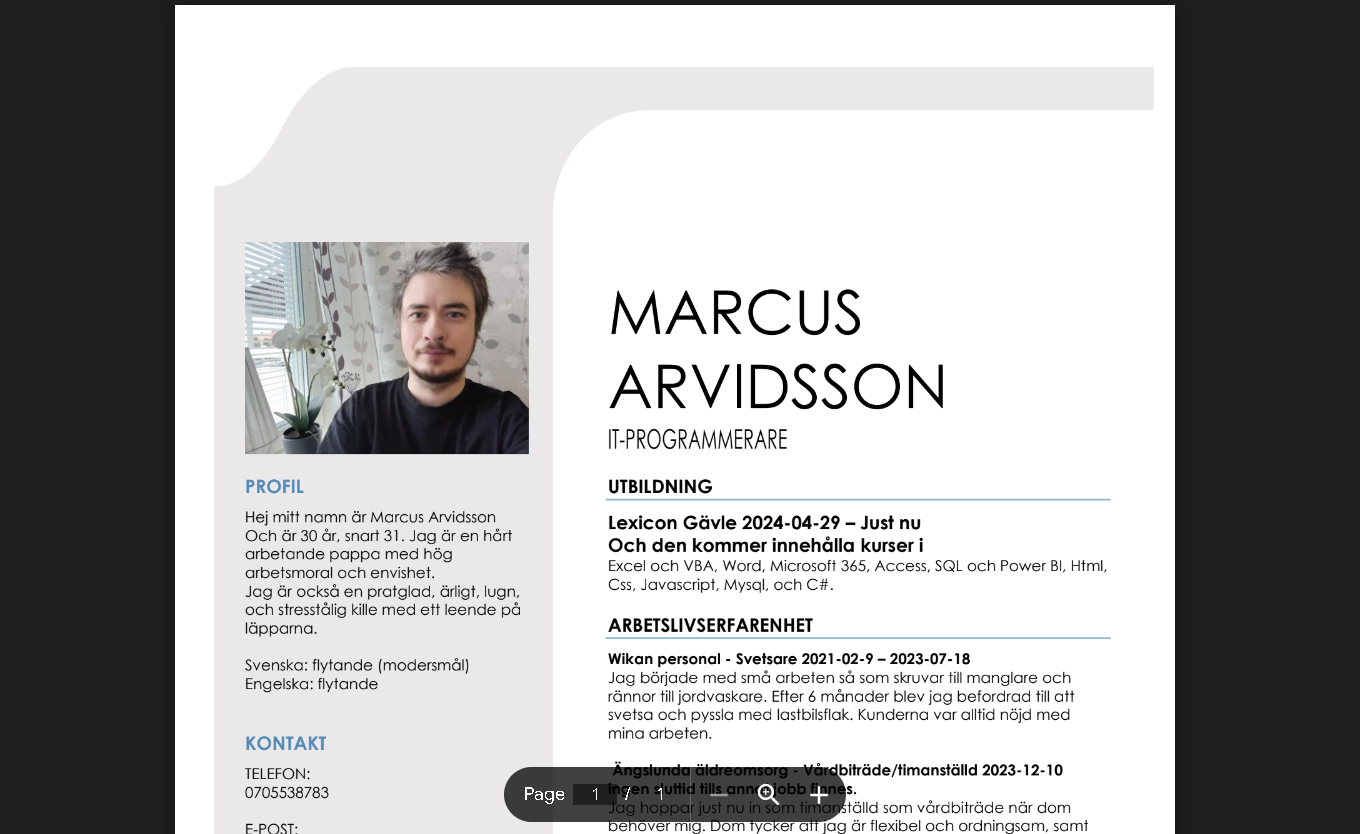 MARCUS
ARVIDSSON
IT-PROGRAMMERARE
PROFIL
Hej mitt namn är Marcus Arvidsson
Och är 30 år, snart 31. Jag är en hårt
arbetande pappa med hög
arbetsmoral och envishet.
Jag är också en pratglad, ärligt, lugn,
och stresstålig kille med ett leende på
läpparna.
Svenska: flytande (modersmål)
Engelska: flytande
KONTAKT
TELEFON:
0705538783
E-POST:
UTBILDNING
Lexicon Gävle 2024-04-29 – Just nu
Och den kommer innehålla kurser i
Excel och VBA, Word, Microsoft 365, Access, SQL och Power BI, Html,
Css, Javascript, Mysql, och C#.
ARBETSLIVSERFARENHET
Wikan personal - Svetsare 2021-02-9 – 2023-07-18
Jag började med små arbeten så som skruvar till manglare och
rännor till jordvaskare. Efter 6 månader blev jag befordrad till att
svetsa och pyssla med lastbilsflak. Kunderna var alltid nöjd med
mina arbeten.
Ängslunda äldreomsorg - Vårdbiträde/timanställd 2023-12-10
ingen sluttid tills annat jobb finnes.
Jag hoppar just nu in som timanställd som vårdbiträde när dom
behöver mig. Dom tycker att jag är flexibel och ordningsam, samt
Page 1 / 1